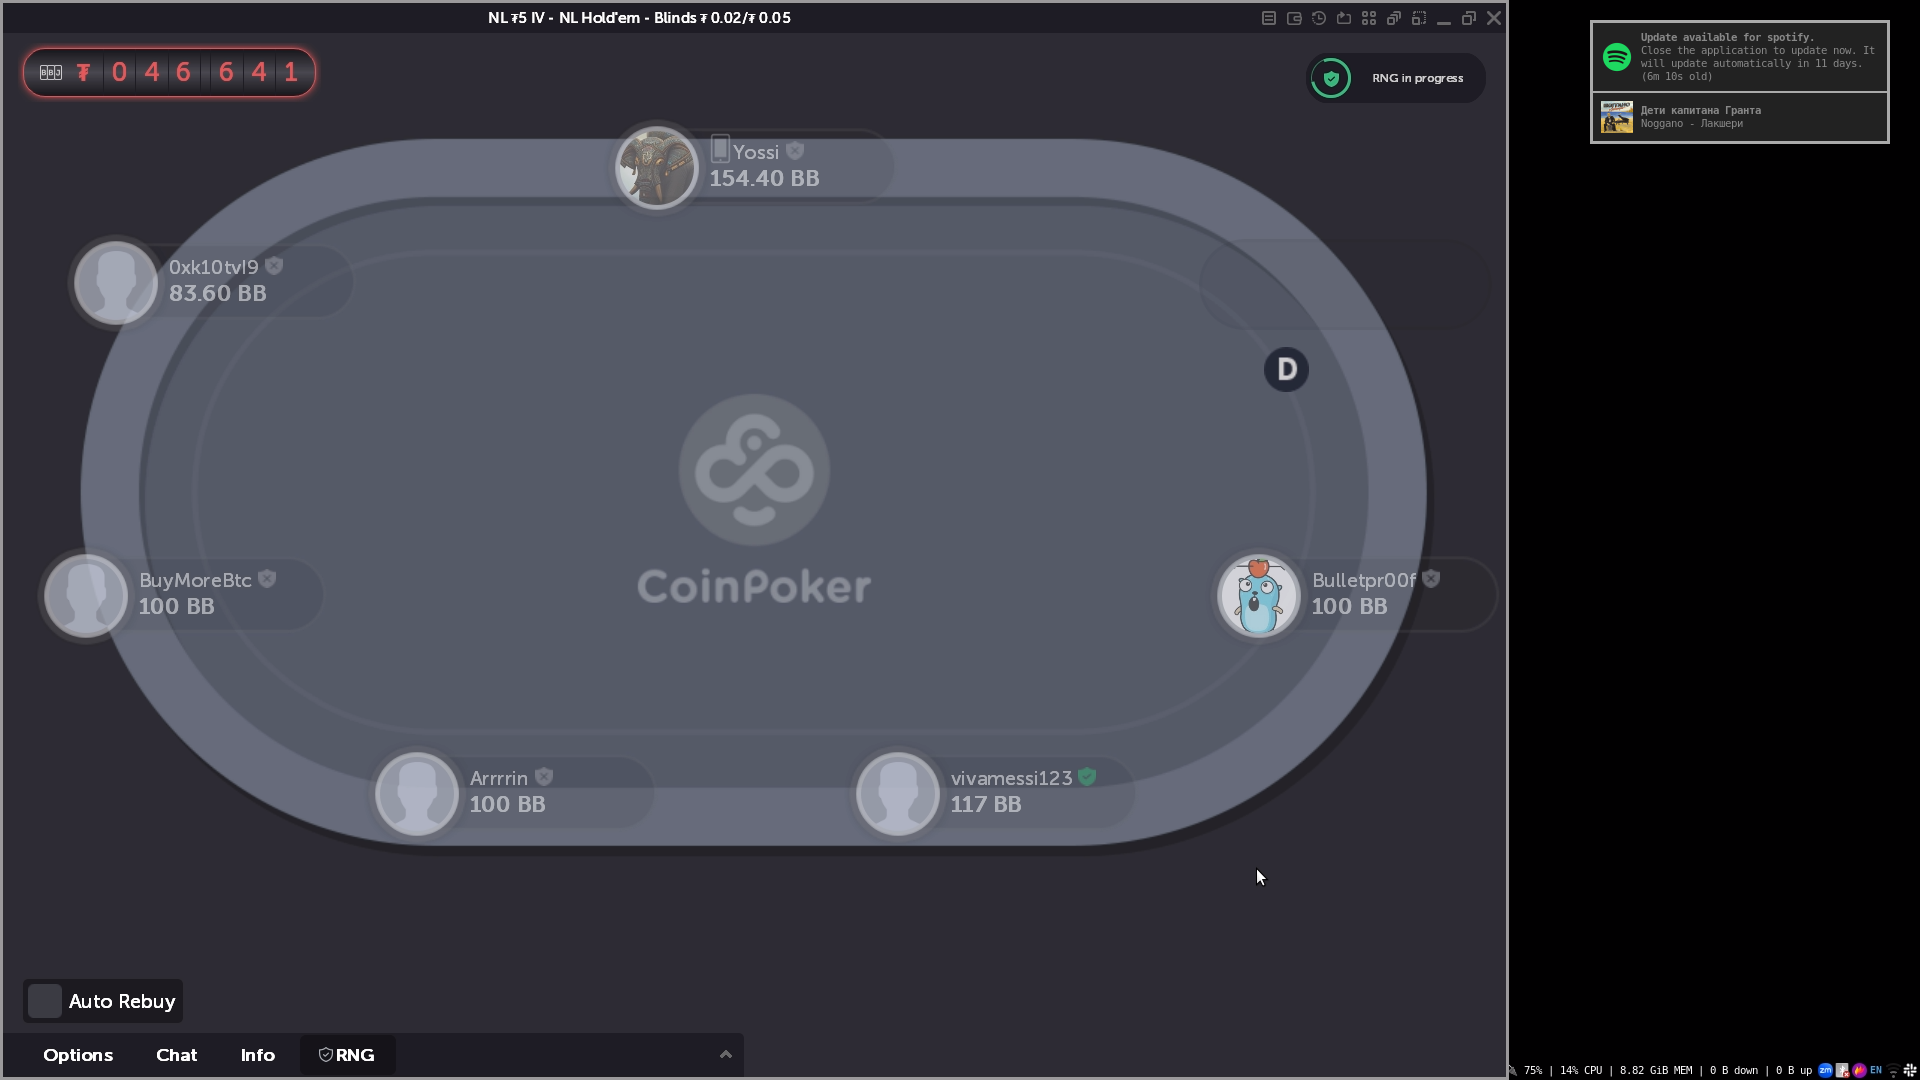 NL ₮5 IV - NL Hold'em - Blinds ₮ 0.02/₮ 0.05
BBJ ₮ 0 4 6 6 4 1
RNG in progress
Yossi
154.40 BB
0xk10tvl9
83.60 BB
D
BuyMoreBtc
100 BB
CoinPoker
Bulletpr00f
100 BB
Arrrrin
100 BB
vivamessi123
117 BB
Auto Rebuy
Options
Chat
Info
RNG
Update available for spotify.
Close the application to update now. It
will update automatically in 11 days.
(6m 10s old)
Дети капитана Гранта
Noggano - Лакшери
75% | 14% CPU | 8.82 GiB MEM | 0 B down | 0 B up zm EN